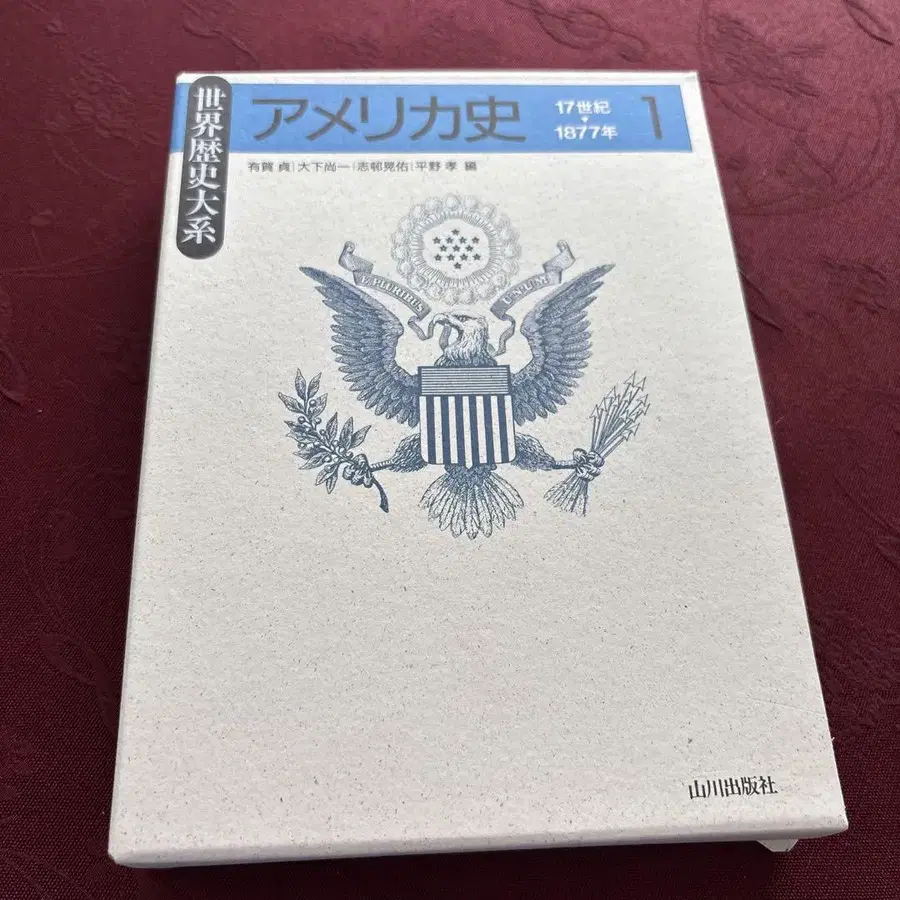 世界歴史大系
アメリカ史
17世紀
1877年
1
有賀 貞|大下尚一|志邨晃佑|平野 孝 編
E PLURIBUS
UNUM
山川出版社